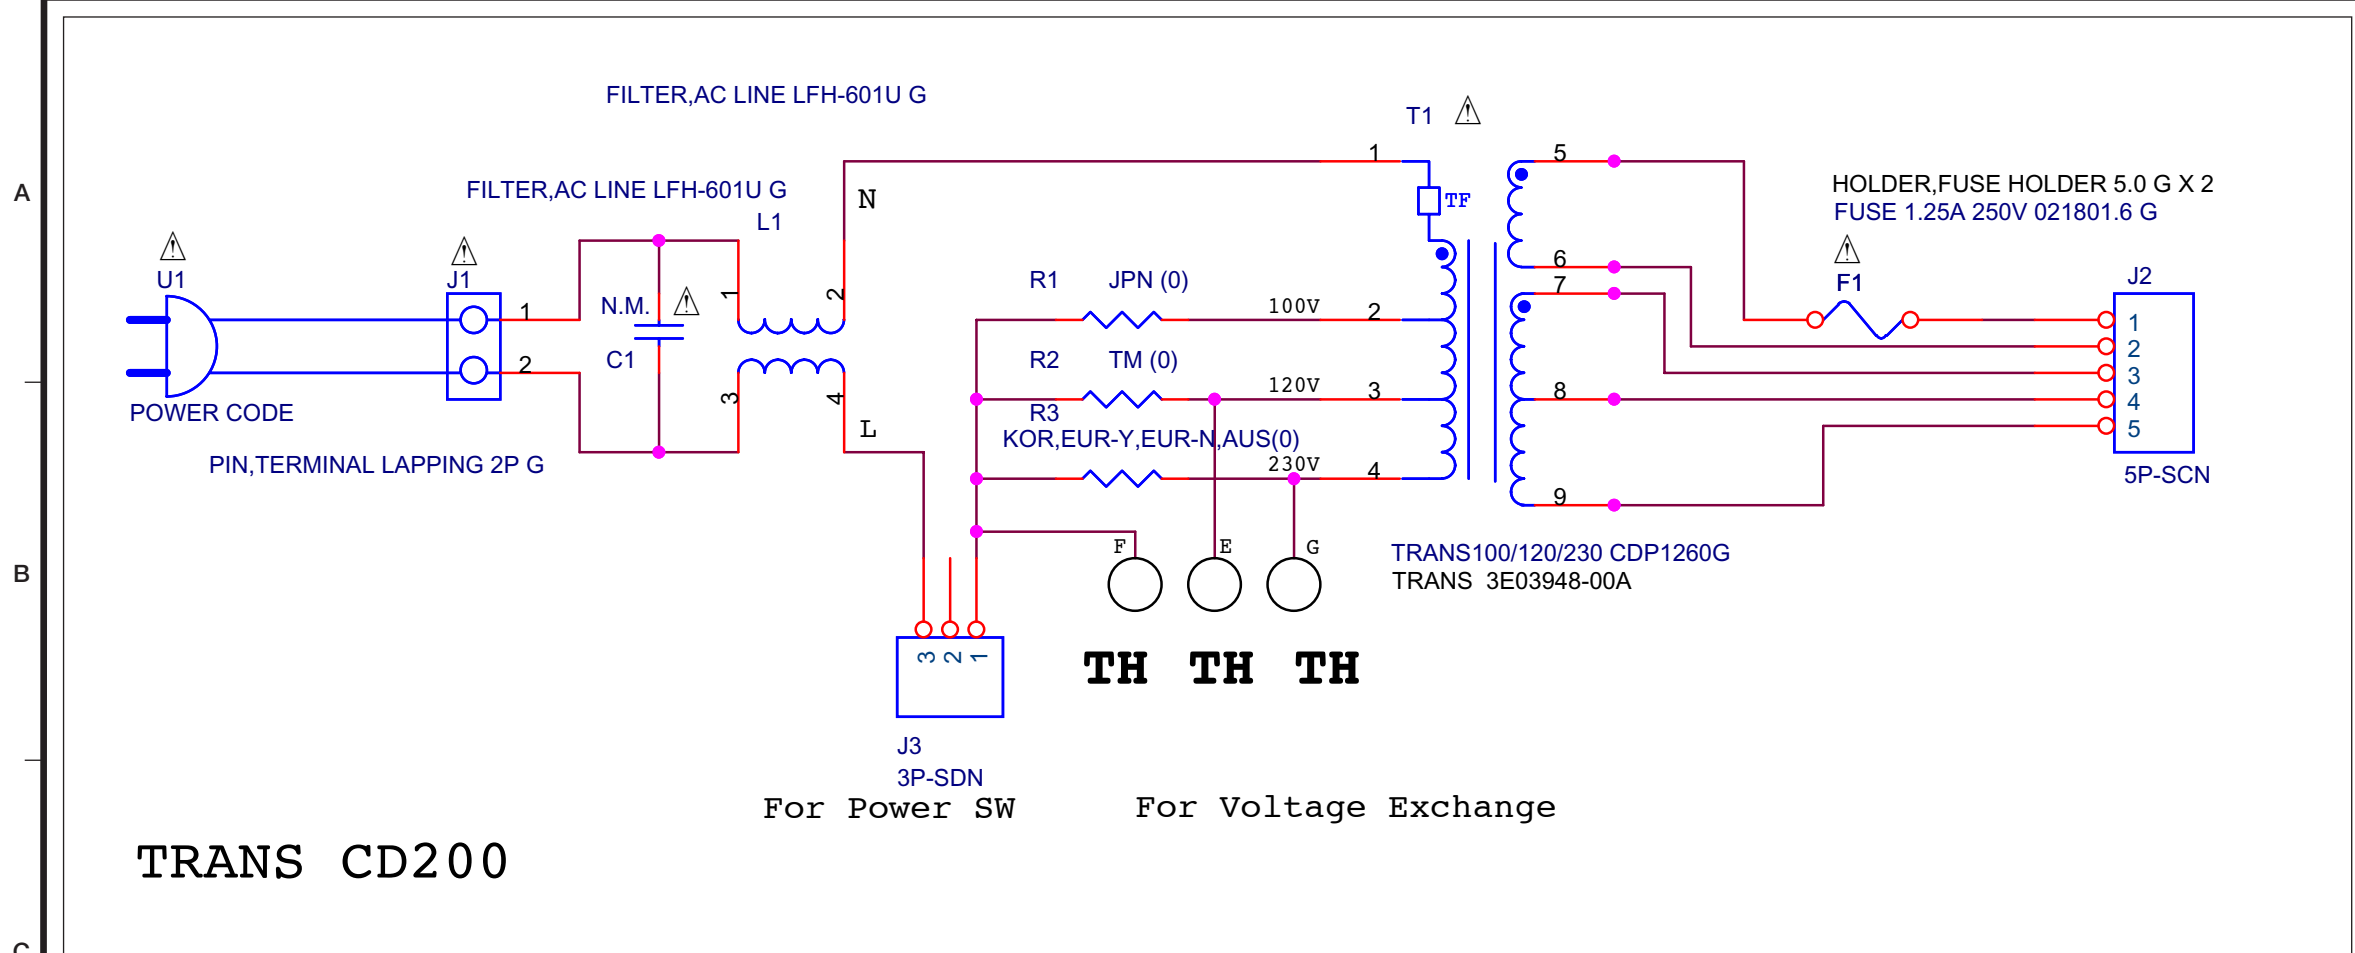 FILTER,AC LINE LFH-601U G
T1
1
5
A
FILTER,AC LINE LFH-601U G
N
TF
HOLDER,FUSE HOLDER 5.0 G X 2
FUSE 1.25A 250V 021801.6 G
L1
U1
J1
6
R1
JPN (0)
7
F1
J2
1
N.M.
1
2
100V
2
1
2
C1
R2
TM (0)
2
3
3
4
120V
3
8
4
POWER CODE
L
R3
5
KOR,EUR-Y,EUR-N,AUS(0)
PIN,TERMINAL LAPPING 2P G
230V
4
5P-SCN
9
F
E
G
TRANS100/120/230 CDP1260G
B
TRANS 3E03948-00A
3
2
1
TH
TH
TH
J3
3P-SDN
For Power SW
For Voltage Exchange
TRANS CD200
C